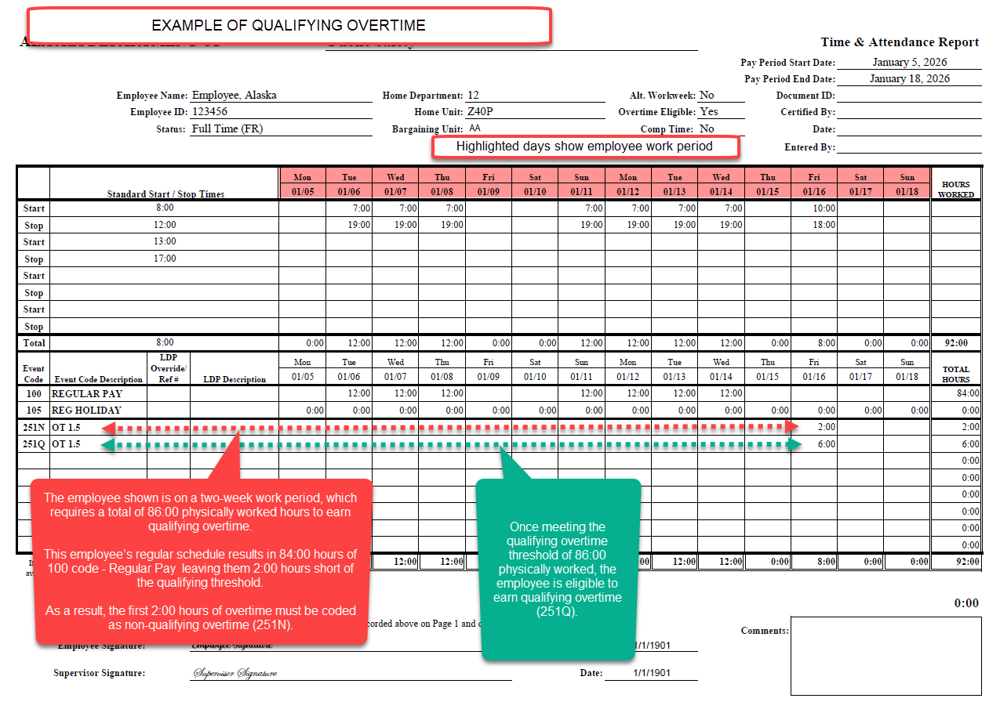 EXAMPLE OF QUALIFYING OVERTIME
Time & Attendance Report
Pay Period Start Date: January 5, 2026
Pay Period End Date: January 18, 2026
Employee Name: Employee, Alaska Home Department: 12 Alt. Workweek: No Document ID:
Employee ID: 123456 Home Unit: Z40P Overtime Eligible: Yes Certified By:
Status: Full Time (FR) Bargaining Unit: AA Comp Time: No Date:
Highlighted days show employee work period Entered By:
Mon Tue Wed Thu Fri Sat Sun Mon Tue Wed Thu Fri Sat Sun HOURS
Standard Start / Stop Times 01/05 01/06 01/07 01/08 01/09 01/10 01/11 01/12 01/13 01/14 01/15 01/16 01/17 01/18 WORKED
Start 8:00 7:00 7:00 7:00 7:00 7:00 7:00 7:00 10:00
Stop 12:00 19:00 19:00 19:00 19:00 19:00 19:00 19:00 18:00
Start 13:00
Stop 17:00
Start
Stop
Start
Stop
Total 8:00 0:00 12:00 12:00 12:00 0:00 0:00 12:00 12:00 12:00 12:00 0:00 8:00 0:00 0:00 92:00
LDP
Event Override/ Mon Tue Wed Thu Fri Sat Sun Mon Tue Wed Thu Fri Sat Sun TOTAL
Code Event Code Description Ref # LDP Description 01/05 01/06 01/07 01/08 01/09 01/10 01/11 01/12 01/13 01/14 01/15 01/16 01/17 01/18 HOURS
100 REGULAR PAY 12:00 12:00 12:00 12:00 12:00 12:00 12:00 84:00
105 REG HOLIDAY 0:00 0:00 0:00 0:00 0:00 0:00 0:00 0:00 0:00 0:00 0:00 0:00 0:00 0:00 0:00
251N OT 1.5 2:00 2:00
251Q OT 1.5 6:00 6:00
0:00
0:00
0:00
0:00
0:00
0:00
12:00 12:00 12:00 12:00 0:00 8:00 0:00 0:00 92:00
The employee shown is on a two-week work period, which
requires a total of 86:00 physically worked hours to earn
qualifying overtime.
This employee's regular schedule results in 84:00 hours of
100 code - Regular Pay leaving them 2:00 hours short of
the qualifying threshold.
As a result, the first 2:00 hours of overtime must be coded
as non-qualifying overtime (251N).
Once meeting the
qualifying overtime
threshold of 86:00
physically worked, the
employee is eligible to
earn qualifying overtime
(251Q).
0:00
above on Page 1 and
Comments:
Employee Signature: Employee Signature 1/1/1901
Supervisor Signature: Supervisor Signature Date: 1/1/1901